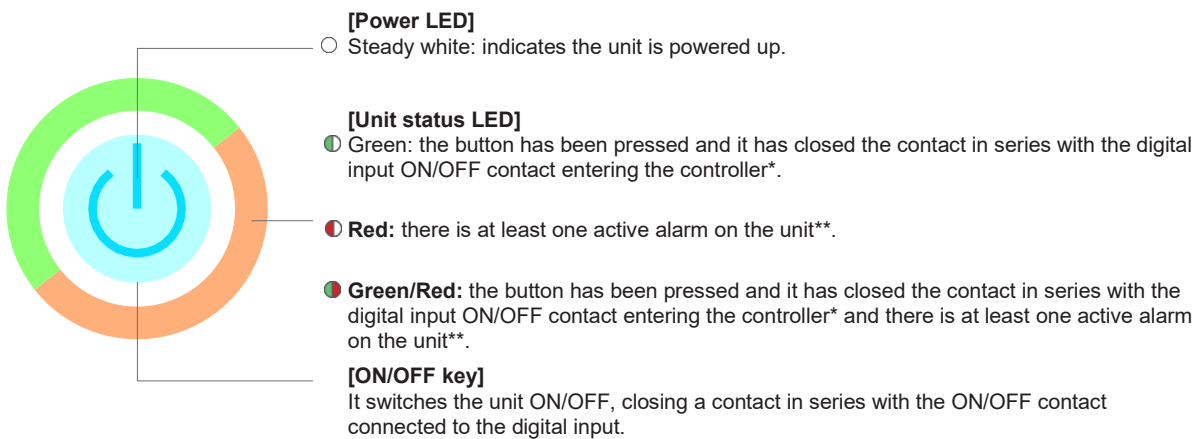 [Power LED]
Steady white: indicates the unit is powered up.
[Unit status LED]
Green: the button has been pressed and it has closed the contact in series with the digital
input ON/OFF contact entering the controller*.
Red: there is at least one active alarm on the unit**.
Green/Red: the button has been pressed and it has closed the contact in series with the
digital input ON/OFF contact entering the controller* and there is at least one active alarm
on the unit**.
[ON/OFF key]
It switches the unit ON/OFF, closing a contact in series with the ON/OFF contact
connected to the digital input.